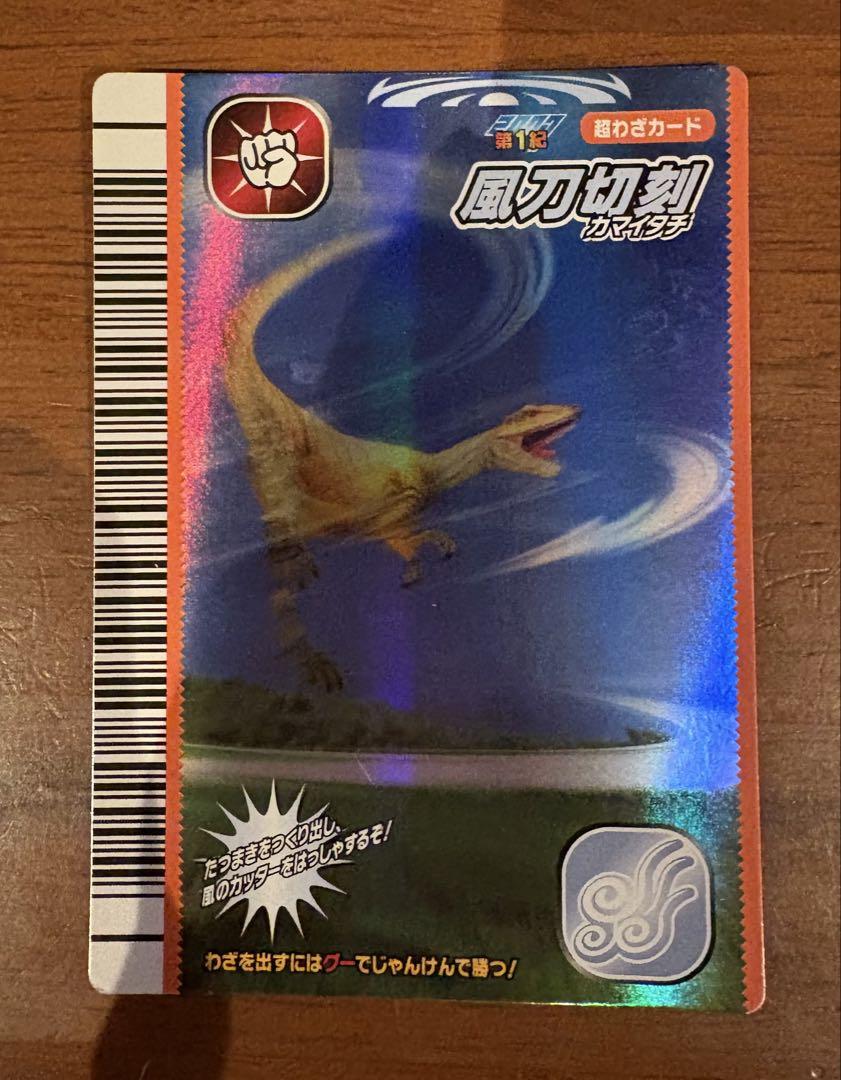 第1紀
超わざカード
風刀切刻
カマイタチ
たつまきをつくり出し、
風のカッターをはっしゃするぞ!
わざを出すにはグーでじゃんけんで勝つ!